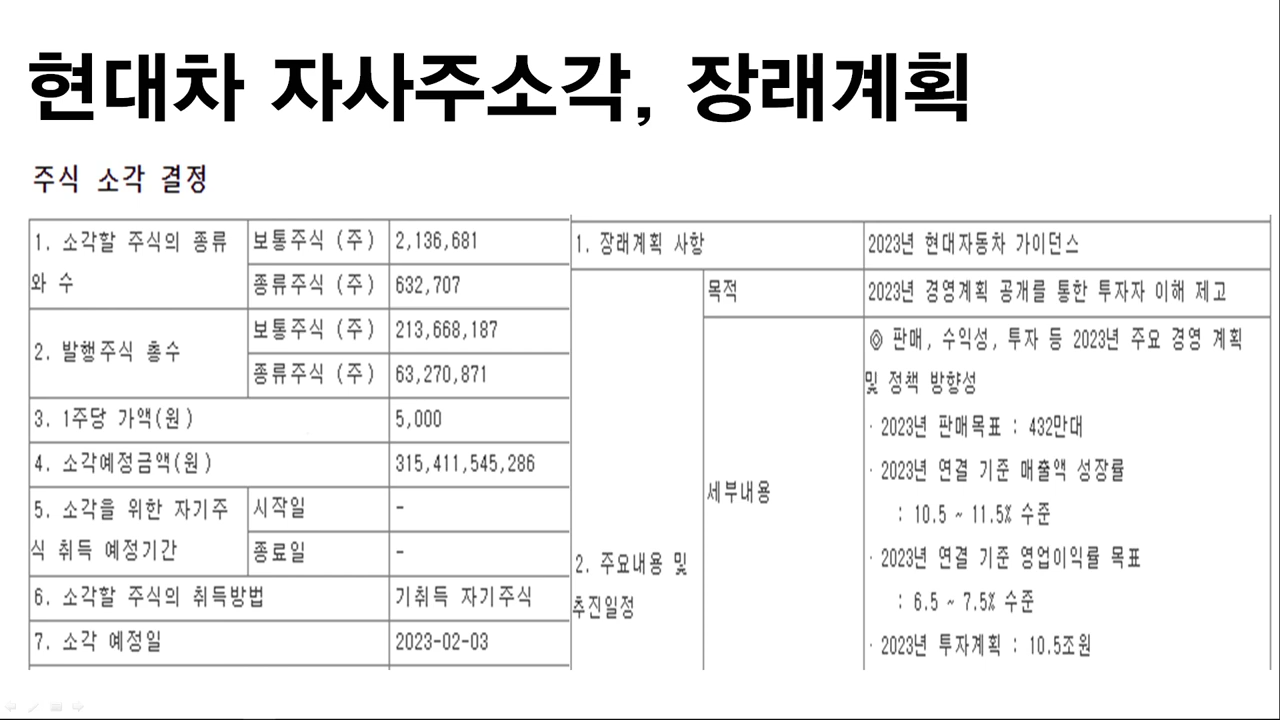 현대차 자사주소각, 장래계획
주식 소각 결정
1. 소각할 주식의 종류
와 수
보통주식 (주)
2,136,681
종류주식 (주)
632,707
2. 발행주식 총수
보통주식 (주)
213,668,187
종류주식 (주)
63,270,871
3. 1주당 가액(원)
5,000
4. 소각예정금액(원)
315,411,545,286
5. 소각을 위한 자기주
식 취득 예정기간
시작일
-
종료일
-
6. 소각할 주식의 취득방법
기취득 자기주식
7. 소각 예정일
2023-02-03
1. 장래계획 사항
2023년 현대자동차 가이던스
2. 주요내용 및
추진일정
목적
2023년 경영계획 공개를 통한 투자자 이해 제고
세부내용
◎ 판매, 수익성, 투자 등 2023년 주요 경영 계획
및 정책 방향성
· 2023년 판매목표 : 432만대
· 2023년 연결 기준 매출액 성장률
: 10.5 ~ 11.5% 수준
· 2023년 연결 기준 영업이익률 목표
: 6.5 ~ 7.5% 수준
· 2023년 투자계획 : 10.5조원